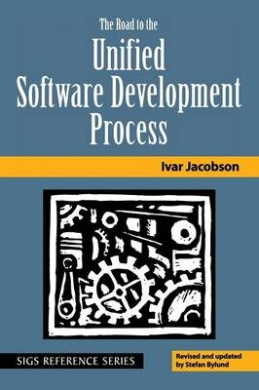 The Road to the
Unified
Software Development
Process
Ivar Jacobson
SIGS REFERENCE SERIES
Revised and updated
by Stefan Bylund